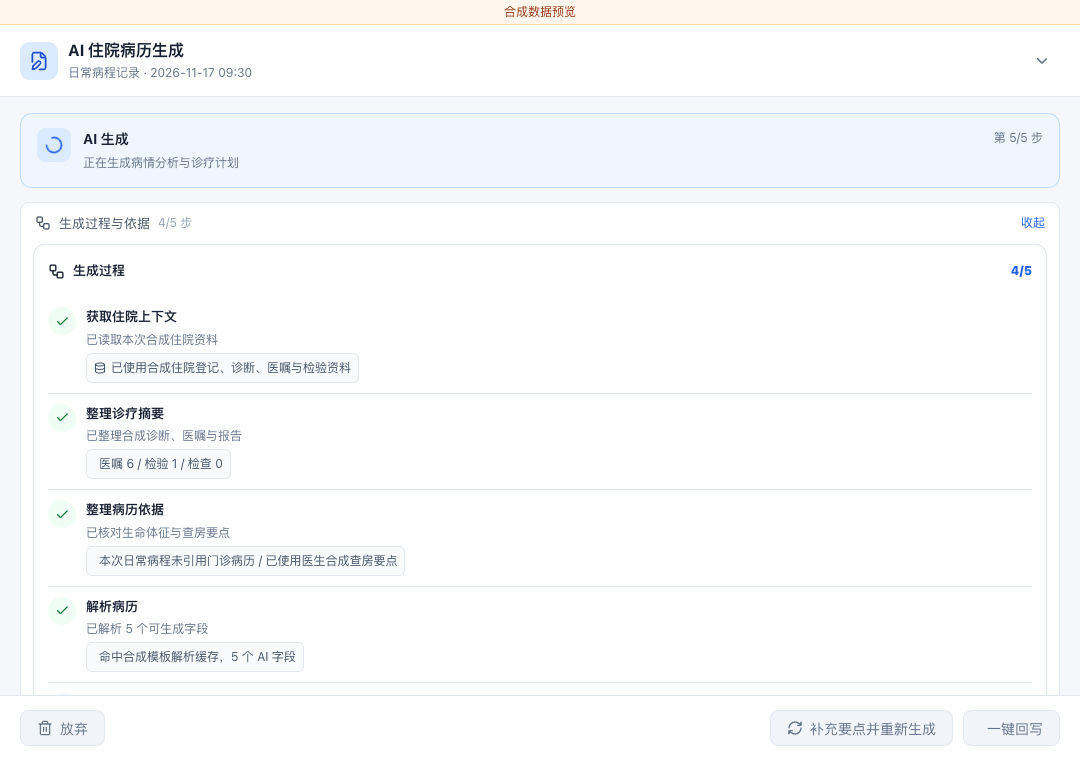 合成数据预览
AI 住院病历生成
日常病程记录 · 2026-11-17 09:30
AI 生成
第 5/5 步
正在生成病情分析与诊疗计划
生成过程与依据 4/5 步
收起
生成过程
4/5
获取住院上下文
已读取本次合成住院资料
已使用合成住院登记、诊断、医嘱与检验资料
整理诊疗摘要
已整理合成诊断、医嘱与报告
医嘱 6 / 检验 1 / 检查 0
整理病历依据
已核对生命体征与查房要点
本次日常病程未引用门诊病历 / 已使用医生合成查房要点
解析病历
已解析 5 个可生成字段
命中合成模板解析缓存，5 个 AI 字段
放弃
补充要点并重新生成
一键回写